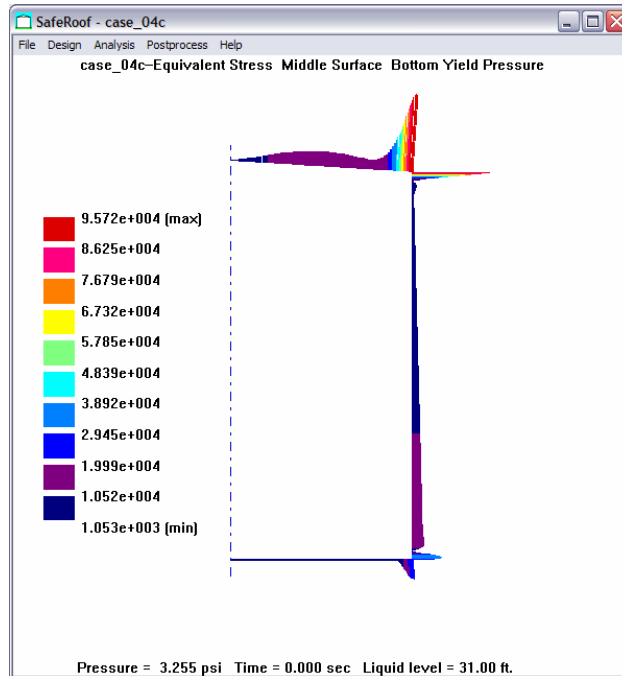 SafeRoof - case_04c
File Design Analysis Postprocess Help
case_04c-Equivalent Stress Middle Surface Bottom Yield Pressure
9.572e+004 (max)
8.625e+004
7.679e+004
6.732e+004
5.785e+004
4.839e+004
3.892e+004
2.945e+004
1.999e+004
1.052e+004
1.053e+003 (min)
Pressure = 3.255 psi Time = 0.000 sec Liquid level = 31.00 ft.